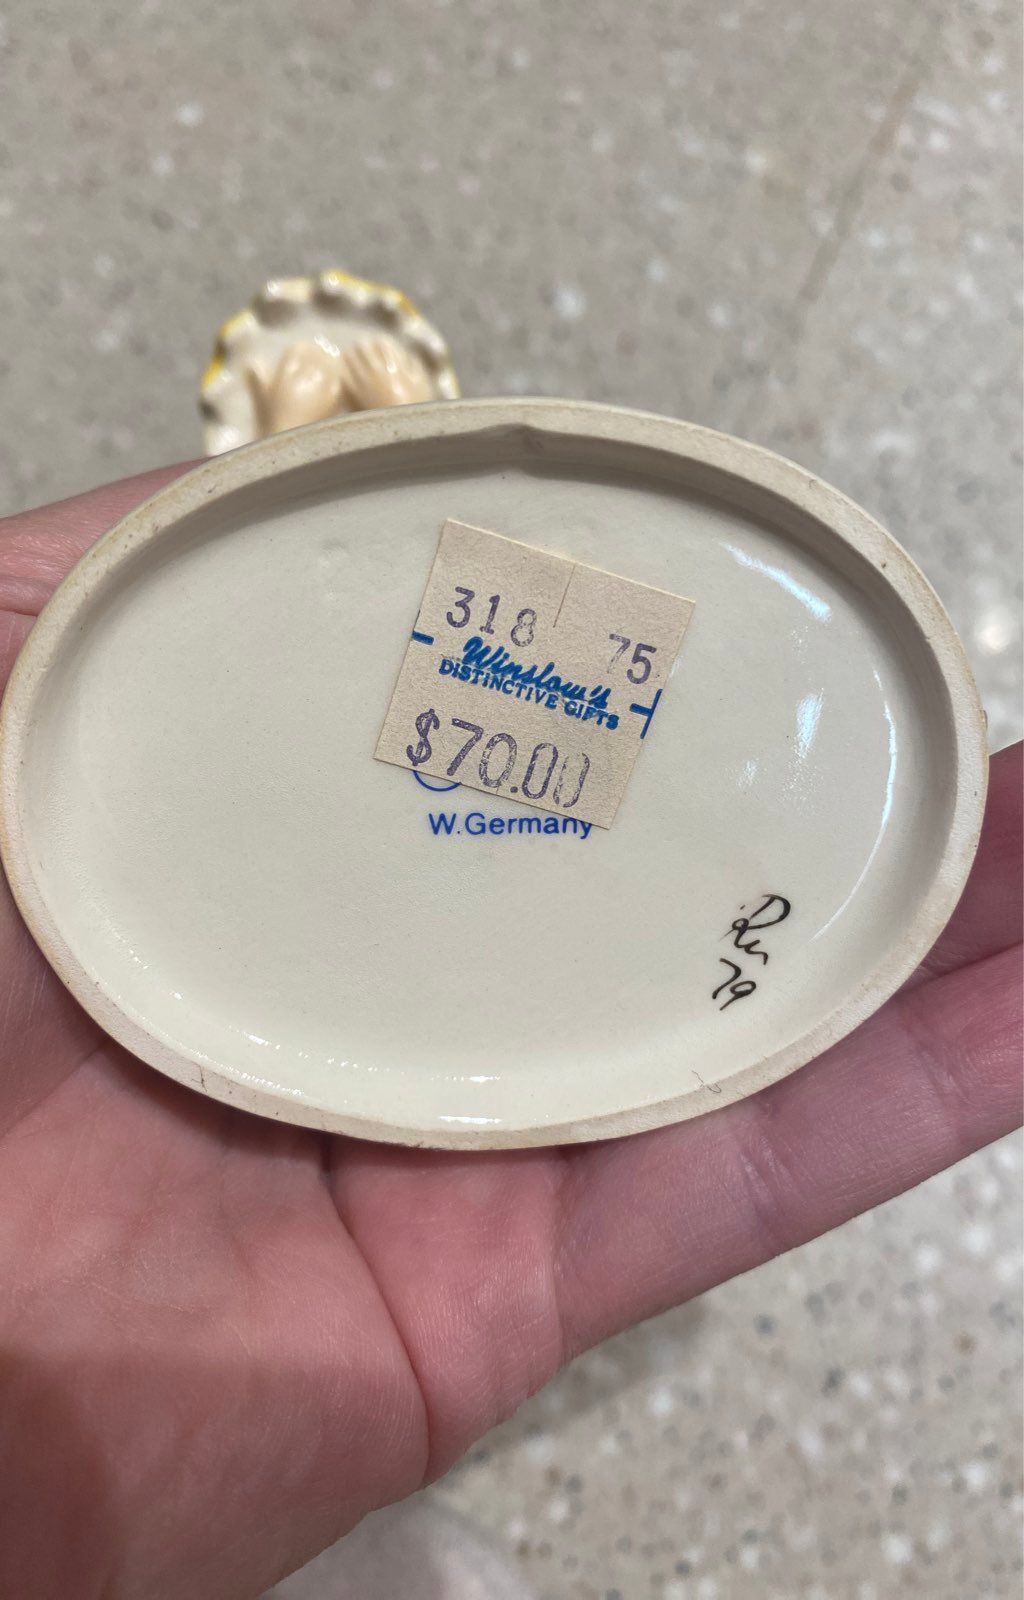 318 75
Winslow's
DISTINCTIVE GIFTS
$70.00
W.Germany
79